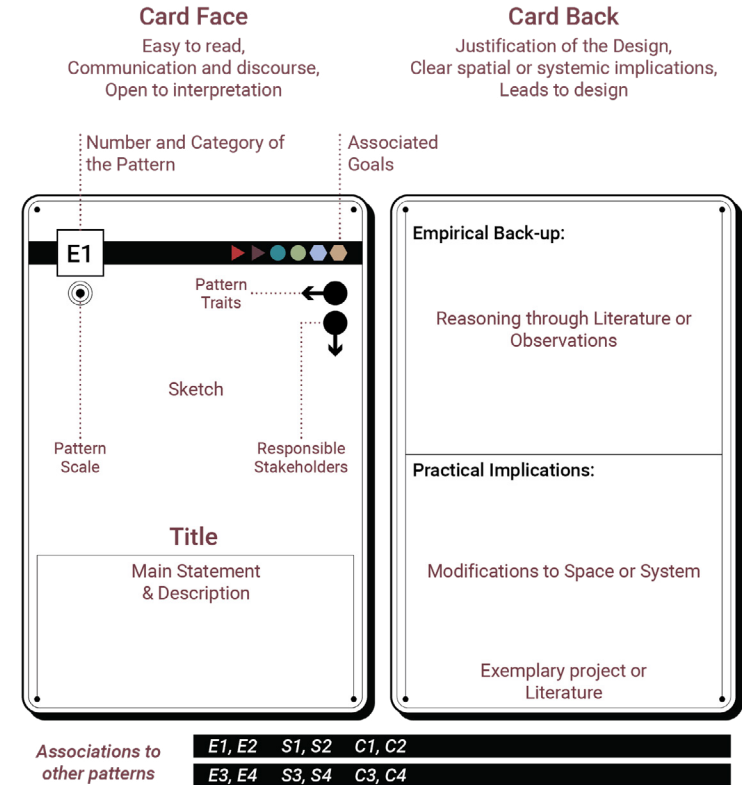 Card Face
Easy to read,
Communication and discourse,
Open to interpretation
Card Back
Justification of the Design,
Clear spatial or systemic implications,
Leads to design
Number and Category of
the Pattern
Associated
Goals
E1
Pattern
Traits
Sketch
Pattern
Scale
Responsible
Stakeholders
Title
Main Statement
& Description
Empirical Back-up:
Reasoning through Literature or
Observations
Practical Implications:
Modifications to Space or System
Exemplary project or
Literature
Associations to
other patterns
E1, E2 S1, S2 C1, C2
E3, E4 S3, S4 C3, C4